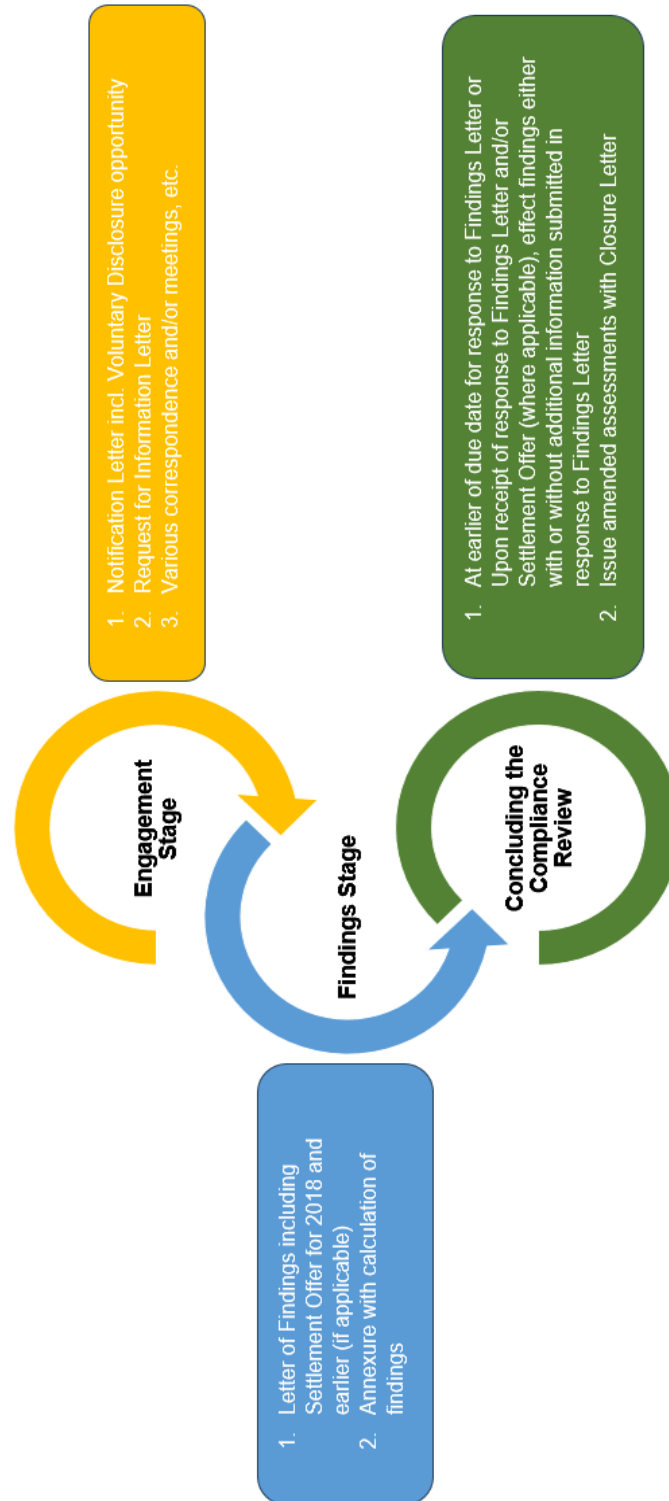 Engagement
Stage
1. Notification Letter incl. Voluntary Disclosure opportunity
2. Request for Information Letter
3. Various correspondence and/or meetings, etc.
Findings Stage
1. Letter of Findings including
Settlement Offer for 2018 and
earlier (if applicable)
2. Annexure with calculation of
findings
Concluding the
Compliance
Review
1. At earlier of due date for response to Findings Letter or
Upon receipt of response to Findings Letter and/or
Settlement Offer (where applicable), effect findings either
with or without additional information submitted in
response to Findings Letter
2. Issue amended assessments with Closure Letter